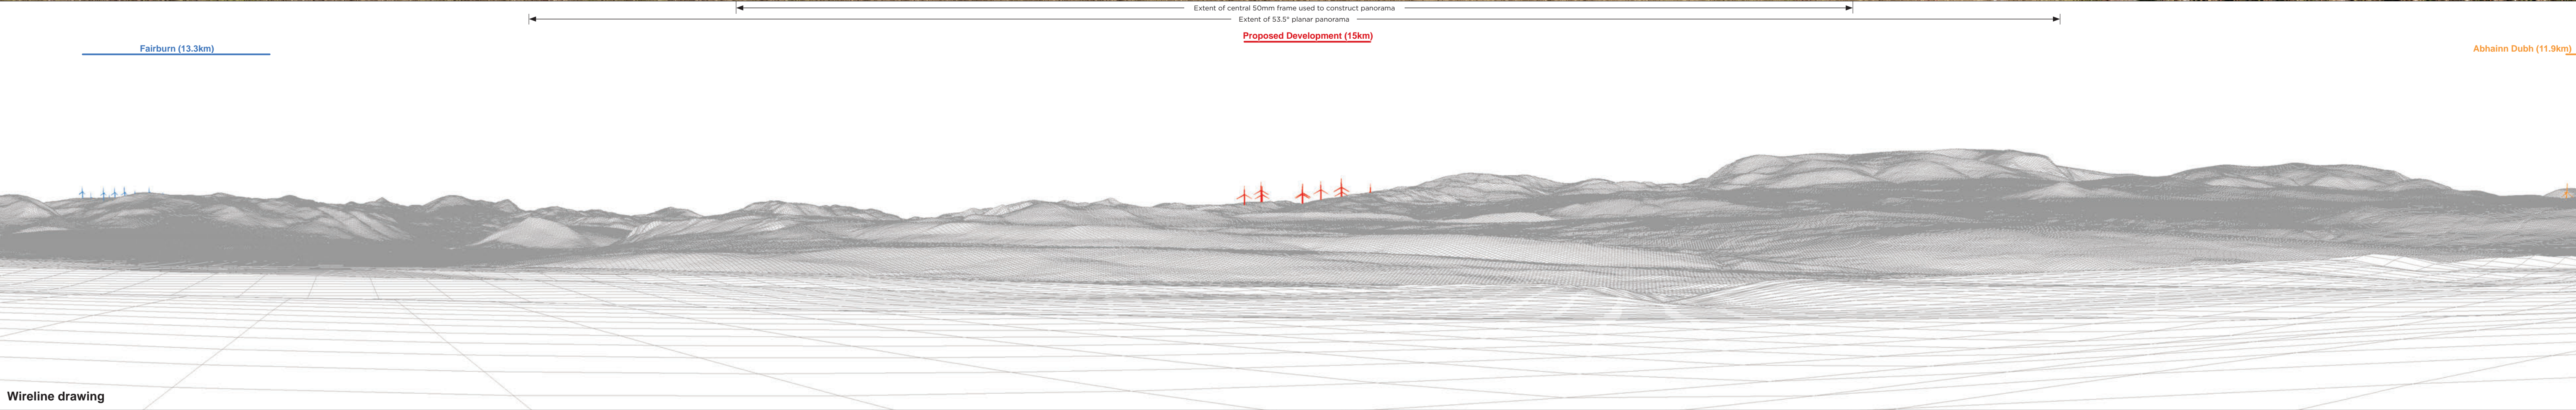 Extent of central 50mm frame used to construct panorama
Extent of 53.5° planar panorama
Proposed Development (15km)
Fairburn (13.3km)
Abhainn Dubh (11.9km)
Wireline drawing